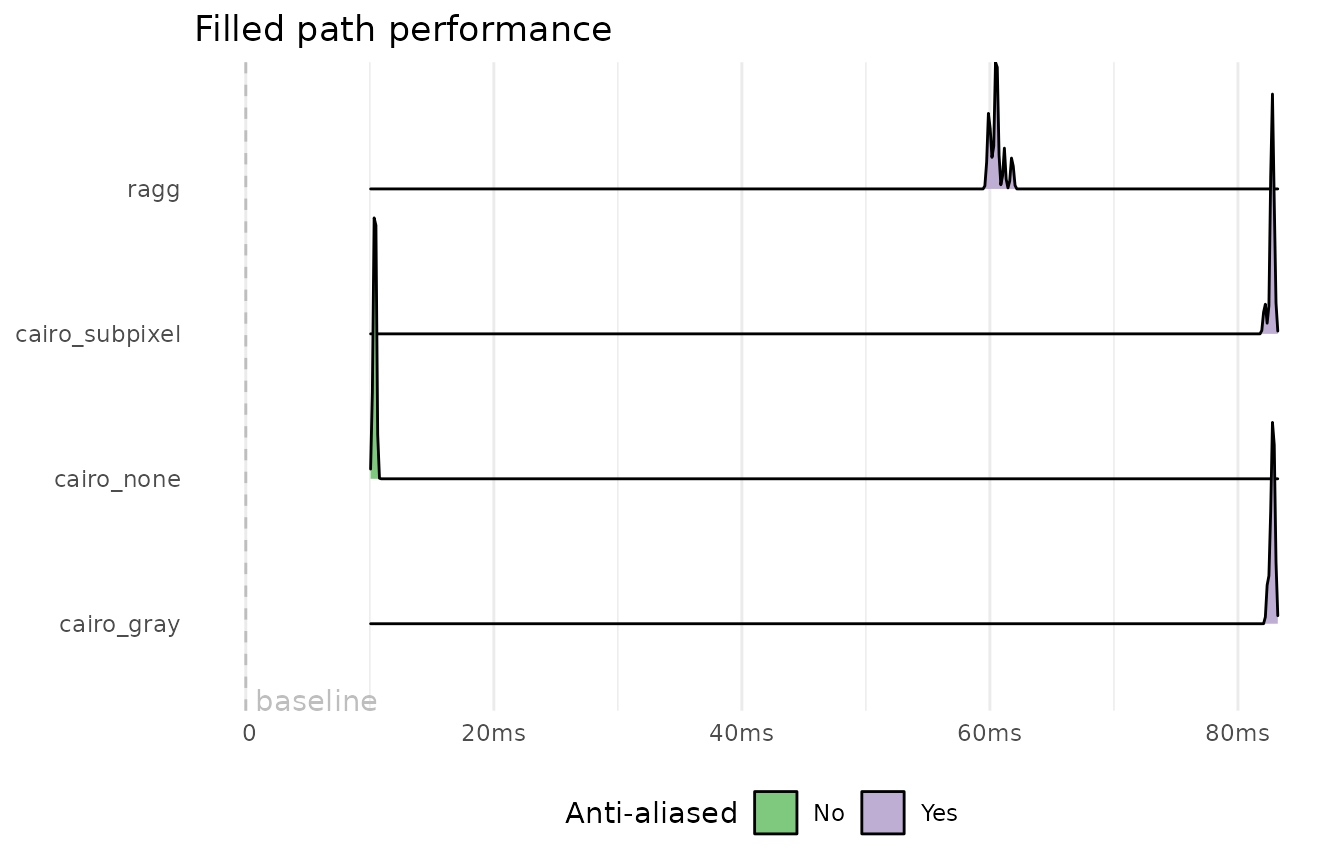 Filled path performance
ragg
cairo_subpixel
cairo_none
cairo_gray
baseline
0 20ms 40ms 60ms 80ms
Anti-aliased No Yes